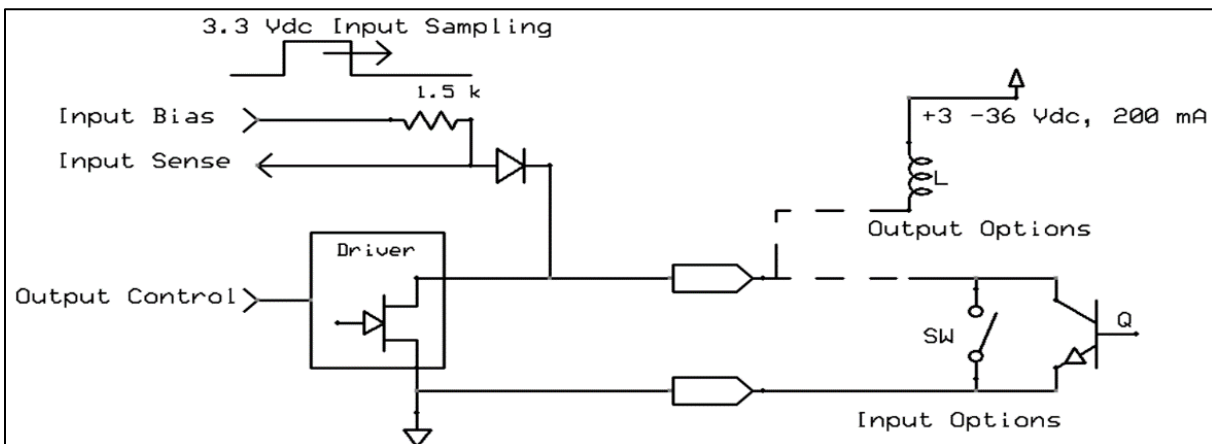 3.3 Vdc Input Sampling
1.5 k
Input Bias
+3 -36 Vdc, 200 mA
Input Sense
L
Output Options
Driver
Output Control
SW
Q
Input Options